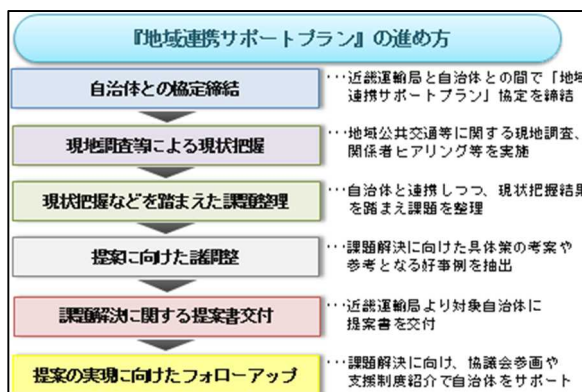 『地域連携サポートプラン』の進め方
自治体との協定締結
･･･近畿運輸局と自治体との間で「地域
連携サポートプラン」協定を締結
現地調査等による現状把握
･･･地域公共交通等に関する現地調査、
関係者ヒアリング等を実施
現状把握などを踏まえた課題整理
･･･自治体と連携しつつ、現状把握結果
を踏まえ課題を整理
提案に向けた諸調整
･･･課題解決に向けた具体策の考案や
参考となる好事例を抽出
課題解決に関する提案書交付
･･･近畿運輸局より対象自治体に
提案書を交付
提案の実現に向けたフォローアップ
･･･課題解決に向け、協議会参画や
支援制度紹介で自治体をサポート